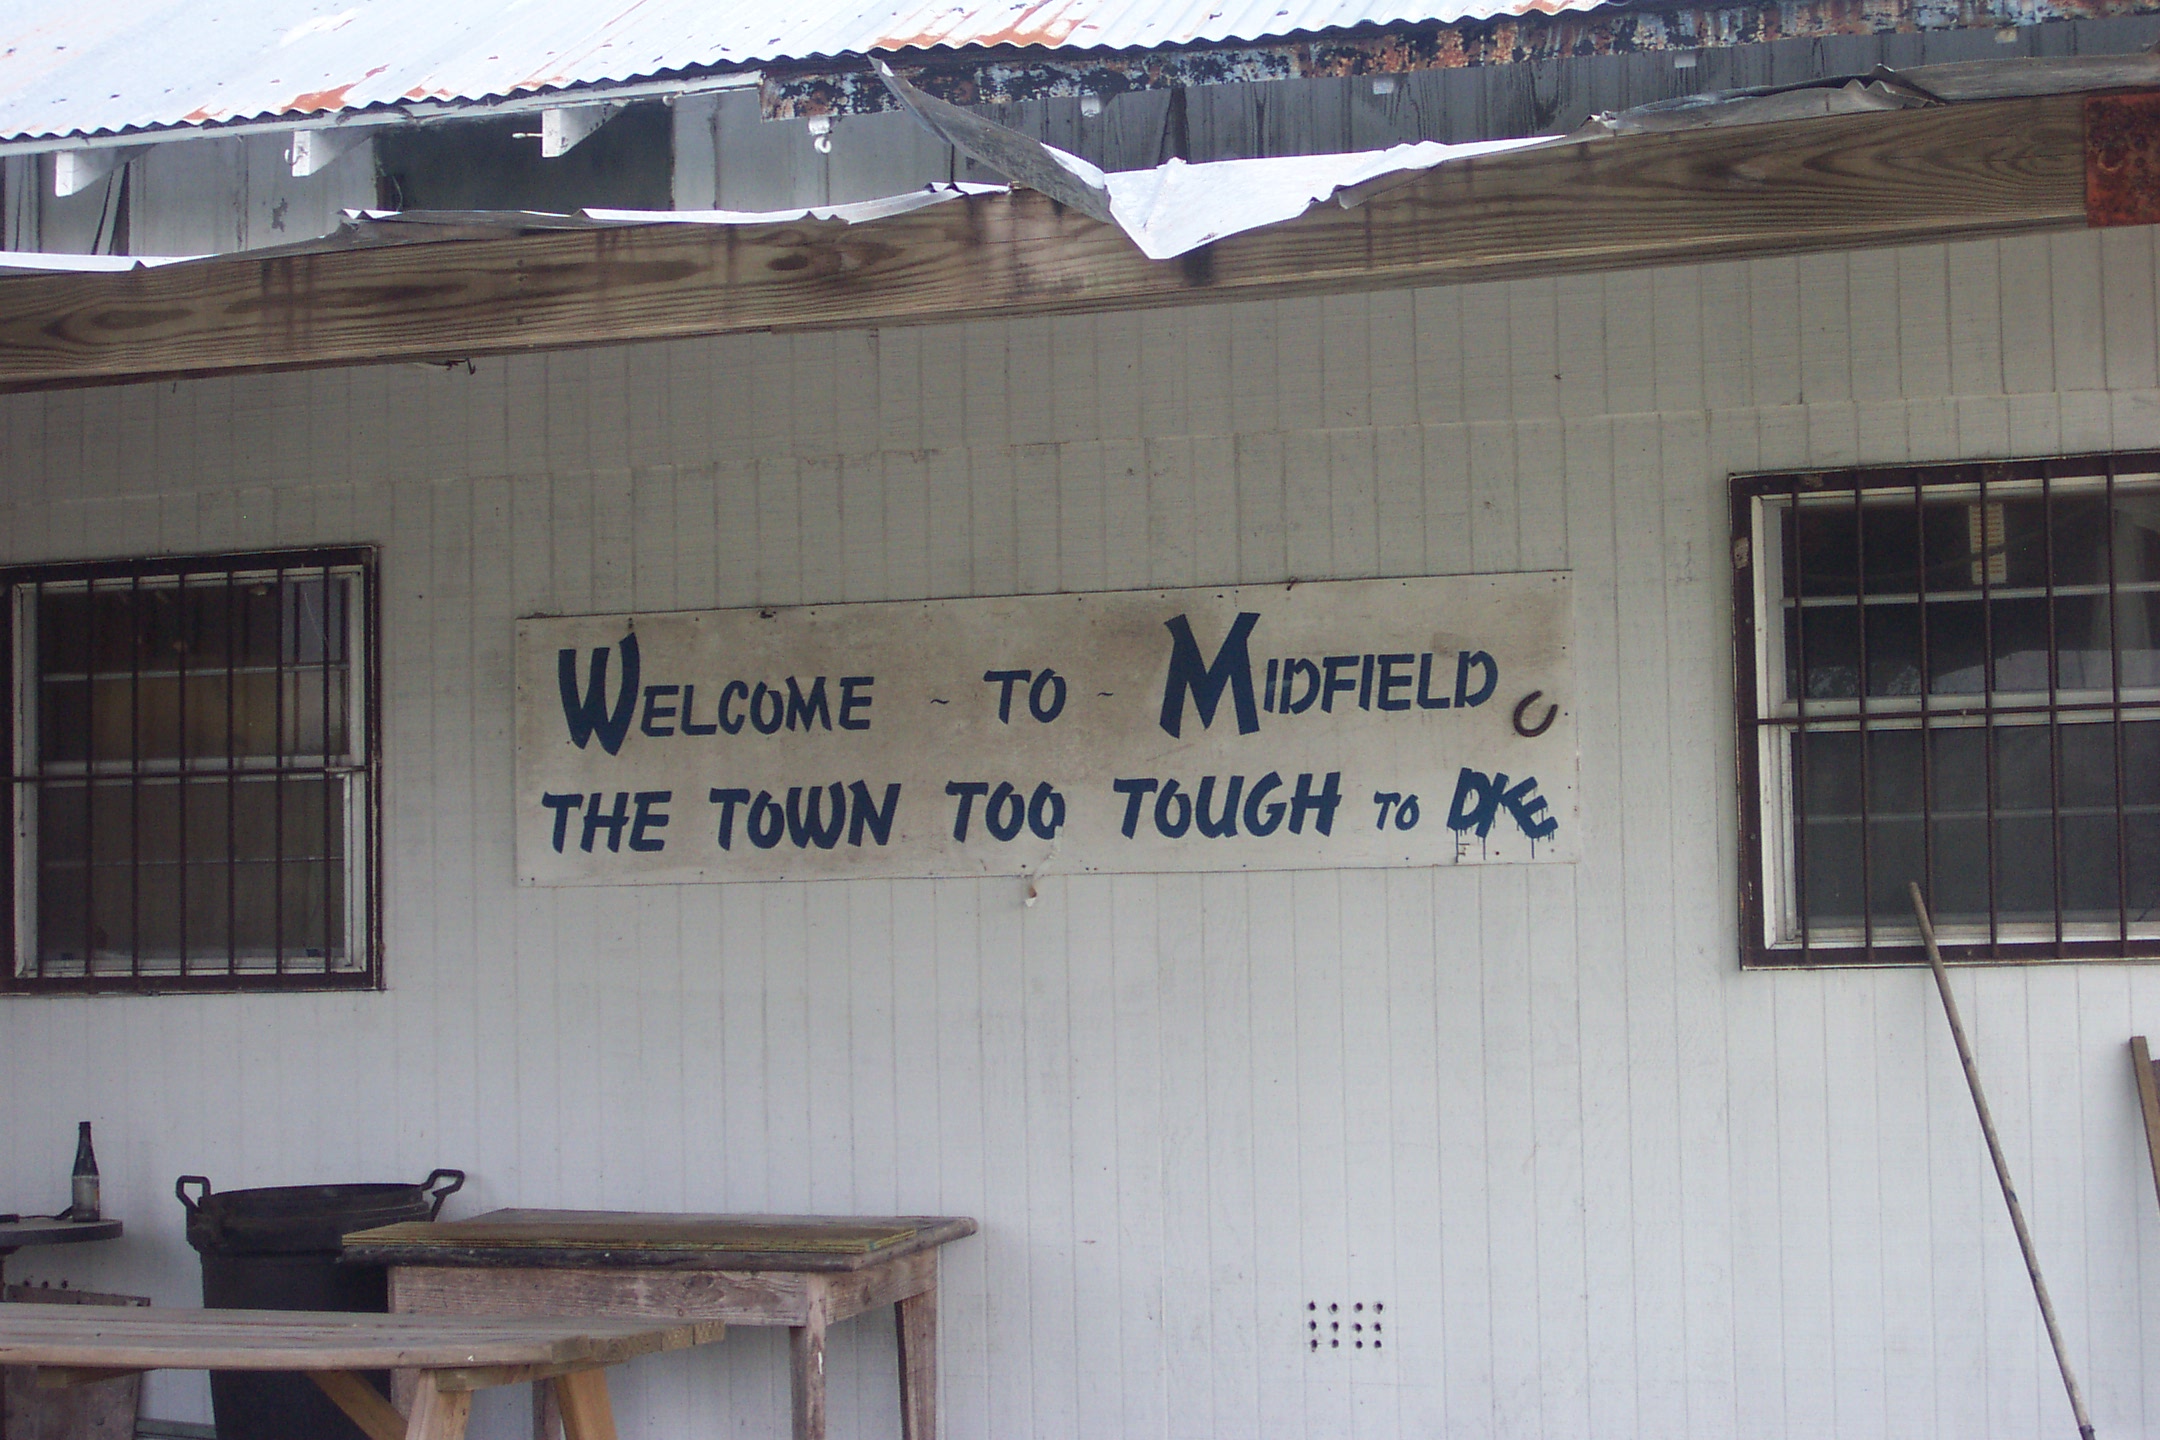 WELCOME ~ TO ~ MIDFIELD
THE TOWN TOO TOUGH TO DIE